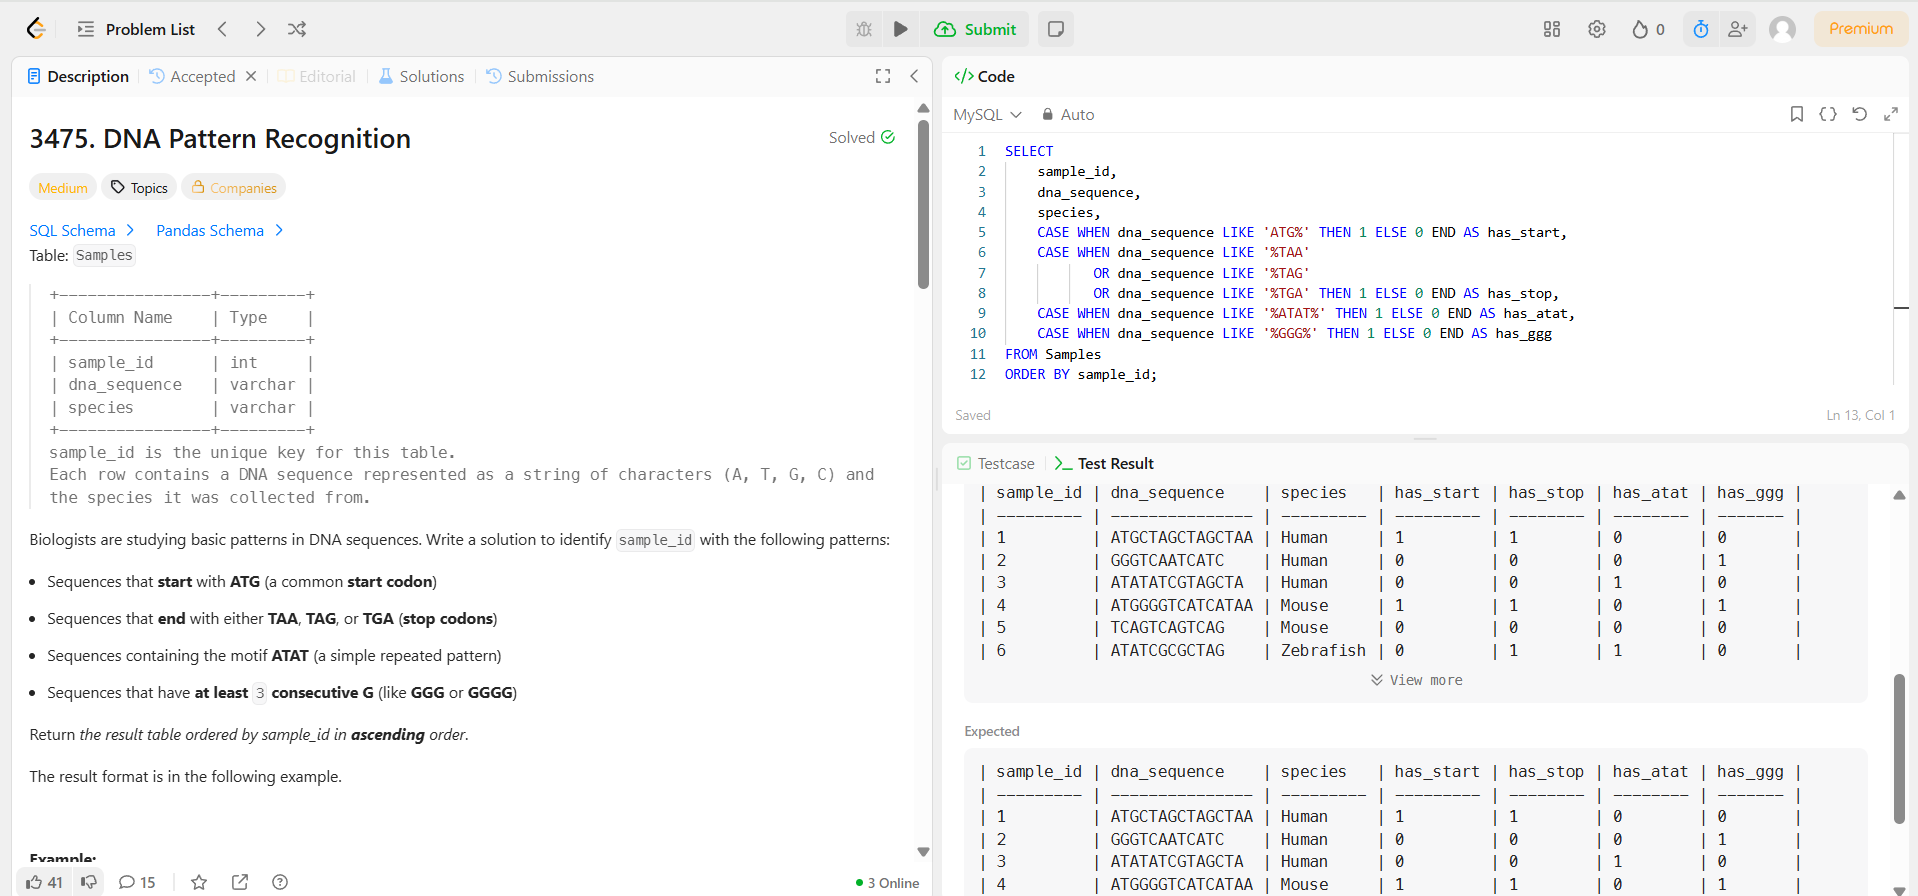 Problem List
Submit
0
Premium
Description
Accepted
Editorial
Solutions
Submissions
3475. DNA Pattern Recognition
Solved
Medium
Topics
Companies
SQL Schema
Pandas Schema
Table: Samples
+----------------+---------+
| Column Name    | Type    |
+----------------+---------+
| sample_id      | int     |
| dna_sequence   | varchar |
| species        | varchar |
+----------------+---------+
sample_id is the unique key for this table.
Each row contains a DNA sequence represented as a string of characters (A, T, G, C) and
the species it was collected from.
Biologists are studying basic patterns in DNA sequences. Write a solution to identify sample_id with the following patterns:
• Sequences that start with ATG (a common start codon)
• Sequences that end with either TAA, TAG, or TGA (stop codons)
• Sequences containing the motif ATAT (a simple repeated pattern)
• Sequences that have at least 3 consecutive G (like GGG or GGGG)
Return the result table ordered by sample_id in ascending order.
The result format is in the following example.
Example:
41
15
3 Online
</> Code
MySQL
Auto
1 SELECT
2     sample_id,
3     dna_sequence,
4     species,
5     CASE WHEN dna_sequence LIKE 'ATG%' THEN 1 ELSE 0 END AS has_start,
6     CASE WHEN dna_sequence LIKE '%TAA'
7            OR dna_sequence LIKE '%TAG'
8            OR dna_sequence LIKE '%TGA' THEN 1 ELSE 0 END AS has_stop,
9     CASE WHEN dna_sequence LIKE '%ATAT%' THEN 1 ELSE 0 END AS has_atat,
10     CASE WHEN dna_sequence LIKE '%GGG%' THEN 1 ELSE 0 END AS has_ggg
11 FROM Samples
12 ORDER BY sample_id;
Saved
Ln 13, Col 1
Testcase
Test Result
| sample_id | dna_sequence    | species   | has_start | has_stop | has_atat | has_ggg |
| --------- | --------------- | --------- | --------- | -------- | -------- | ------- |
| 1         | ATGCTAGCTAGCTAA | Human     | 1         | 1        | 0        | 0       |
| 2         | GGGTCAATCATC    | Human     | 0         | 0        | 0        | 1       |
| 3         | ATATATCGTAGCTA  | Human     | 0         | 0        | 1        | 0       |
| 4         | ATGGGGTCATCATAA | Mouse     | 1         | 1        | 0        | 1       |
| 5         | TCAGTCAGTCAG    | Mouse     | 0         | 0        | 0        | 0       |
| 6         | ATATCGCGCTAG    | Zebrafish | 0         | 1        | 1        | 0       |
View more
Expected
| sample_id | dna_sequence    | species   | has_start | has_stop | has_atat | has_ggg |
| --------- | --------------- | --------- | --------- | -------- | -------- | ------- |
| 1         | ATGCTAGCTAGCTAA | Human     | 1         | 1        | 0        | 0       |
| 2         | GGGTCAATCATC    | Human     | 0         | 0        | 0        | 1       |
| 3         | ATATATCGTAGCTA  | Human     | 0         | 0        | 1        | 0       |
| 4         | ATGGGGTCATCATAA | Mouse     | 1         | 1        | 0        | 1       |